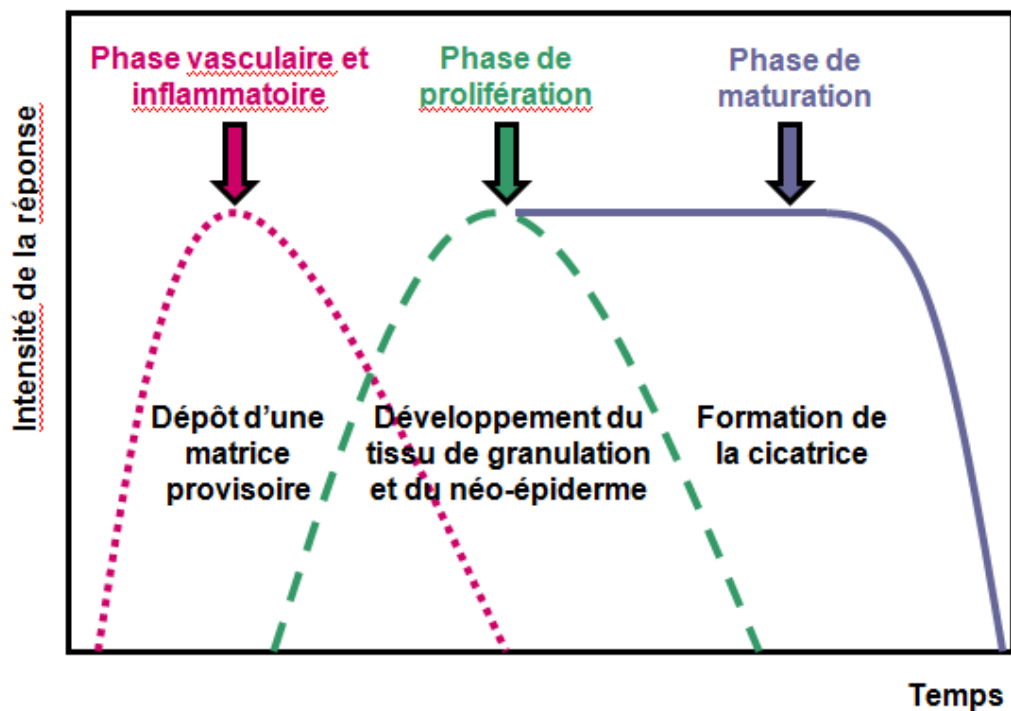 Phase vasculaire et
inflammatoire
Phase de
prolifération
Phase de
maturation
Intensité de la réponse
Dépôt d’une
matrice
provisoire
Développement du
tissu de granulation
et du néo-épiderme
Formation de
la cicatrice
Temps